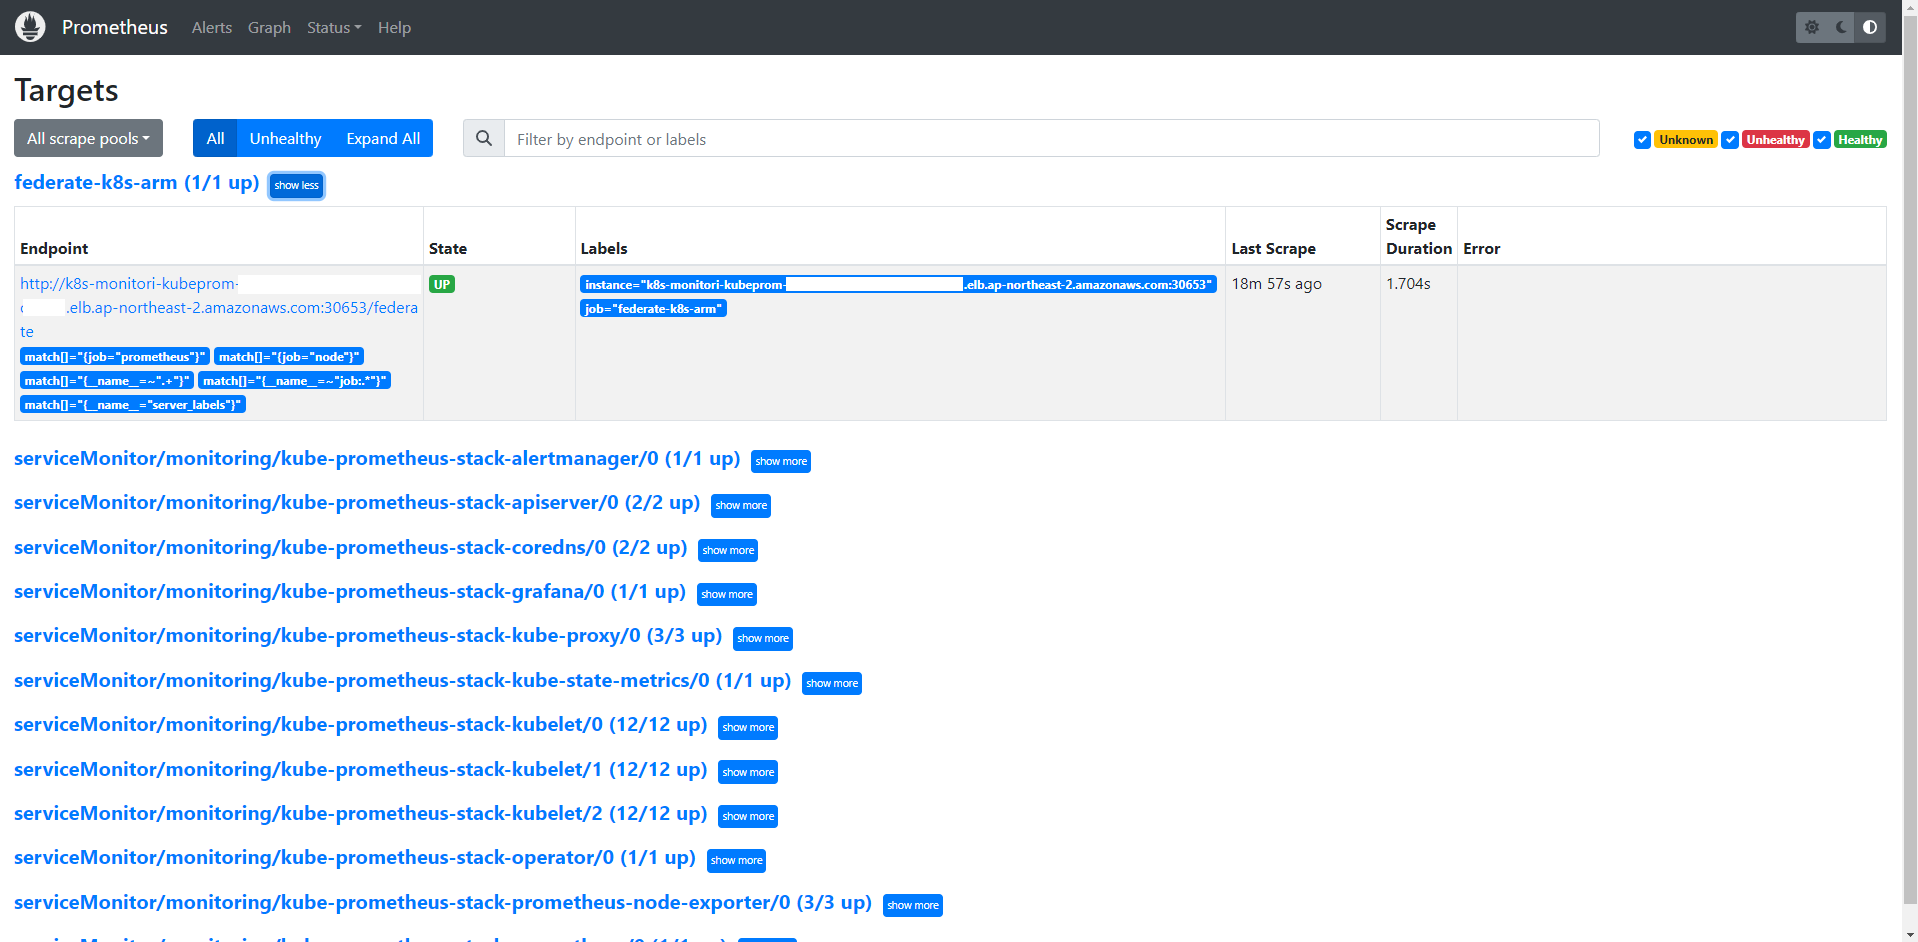 Prometheus Alerts Graph Status Help
Targets
All scrape pools All Unhealthy Expand All Filter by endpoint or labels Unknown Unhealthy Healthy
federate-k8s-arm (1/1 up) show less
Endpoint State Labels Last Scrape Scrape Duration Error
http://k8s-monitori-kubeprom-
.elb.ap-northeast-2.amazonaws.com:30653/federa
te
match[]="{job="prometheus"}" match[]="{job="node"}"
match[]="{__name__=~".+"}" match[]="{__name__=~"job:.*"}"
match[]="{__name__="server_labels"}"
UP
instance="k8s-monitori-kubeprom- .elb.ap-northeast-2.amazonaws.com:30653"
job="federate-k8s-arm"
18m 57s ago
1.704s
serviceMonitor/monitoring/kube-prometheus-stack-alertmanager/0 (1/1 up) show more
serviceMonitor/monitoring/kube-prometheus-stack-apiserver/0 (2/2 up) show more
serviceMonitor/monitoring/kube-prometheus-stack-coredns/0 (2/2 up) show more
serviceMonitor/monitoring/kube-prometheus-stack-grafana/0 (1/1 up) show more
serviceMonitor/monitoring/kube-prometheus-stack-kube-proxy/0 (3/3 up) show more
serviceMonitor/monitoring/kube-prometheus-stack-kube-state-metrics/0 (1/1 up) show more
serviceMonitor/monitoring/kube-prometheus-stack-kubelet/0 (12/12 up) show more
serviceMonitor/monitoring/kube-prometheus-stack-kubelet/1 (12/12 up) show more
serviceMonitor/monitoring/kube-prometheus-stack-kubelet/2 (12/12 up) show more
serviceMonitor/monitoring/kube-prometheus-stack-operator/0 (1/1 up) show more
serviceMonitor/monitoring/kube-prometheus-stack-prometheus-node-exporter/0 (3/3 up) show more